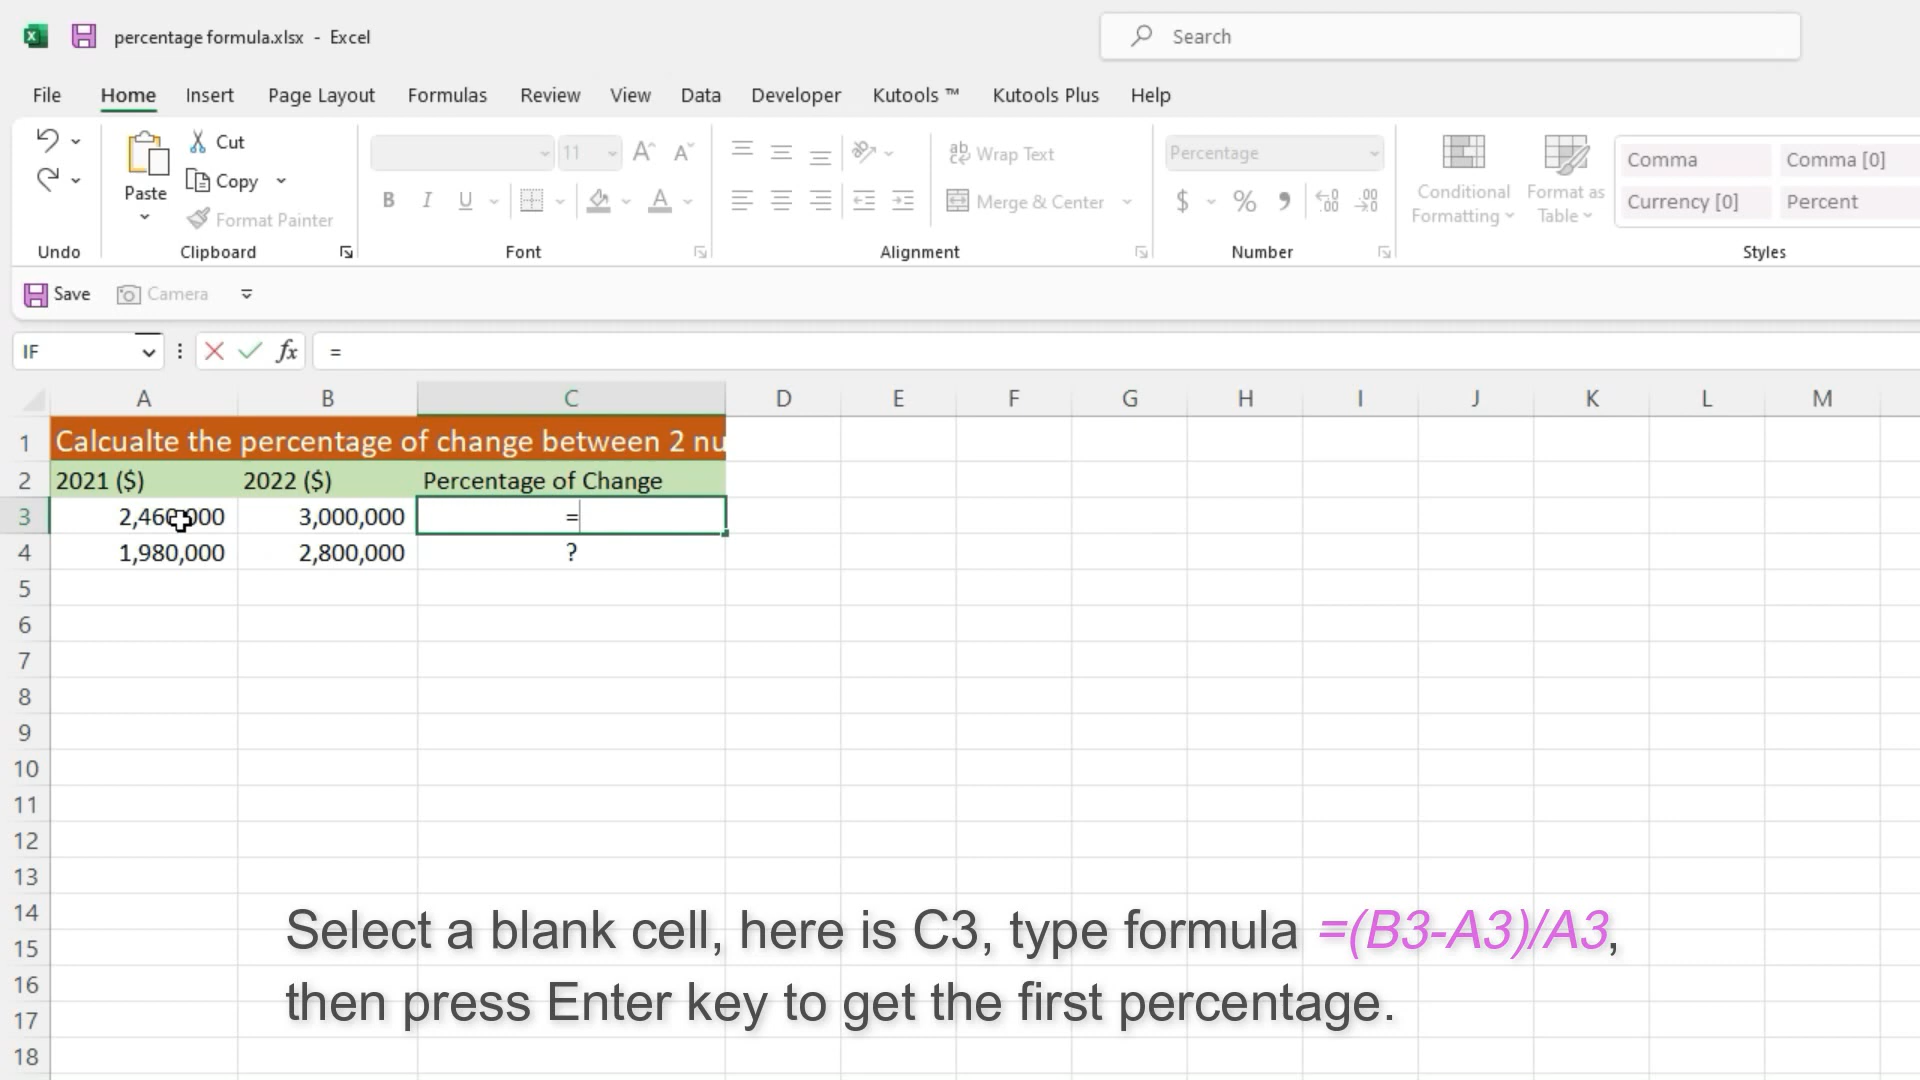 percentage formula.xlsx - Excel
Search
File Home Insert Page Layout Formulas Review View Data Developer Kutools ™ Kutools Plus Help
Cut
Copy
Paste
Format Painter
11
B I U
Wrap Text
Merge & Center
Percentage
$ % ,
Conditional Formatting
Format as Table
Comma Comma [0]
Currency [0] Percent
Undo Clipboard Font Alignment Number Styles
Save Camera
IF fx =
A B C D E F G H I J K L M
1 Calcualte the percentage of change between 2 nu
2 2021 ($) 2022 ($) Percentage of Change
3 2,460,000 3,000,000 =
4 1,980,000 2,800,000 ?
5
6
7
8
9
10
11
12
13
14
15
16
17
18
Select a blank cell, here is C3, type formula =(B3-A3)/A3,
then press Enter key to get the first percentage.